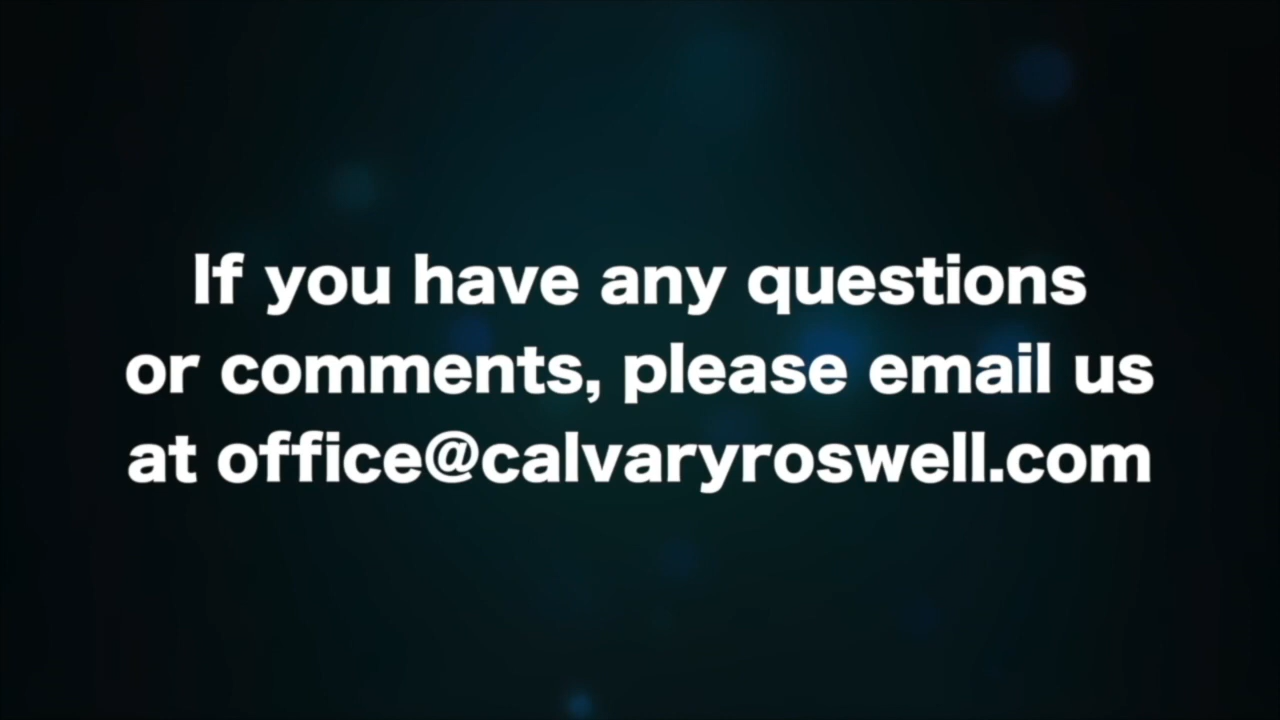 If you have any questions
or comments, please email us
at office@calvaryroswell.com